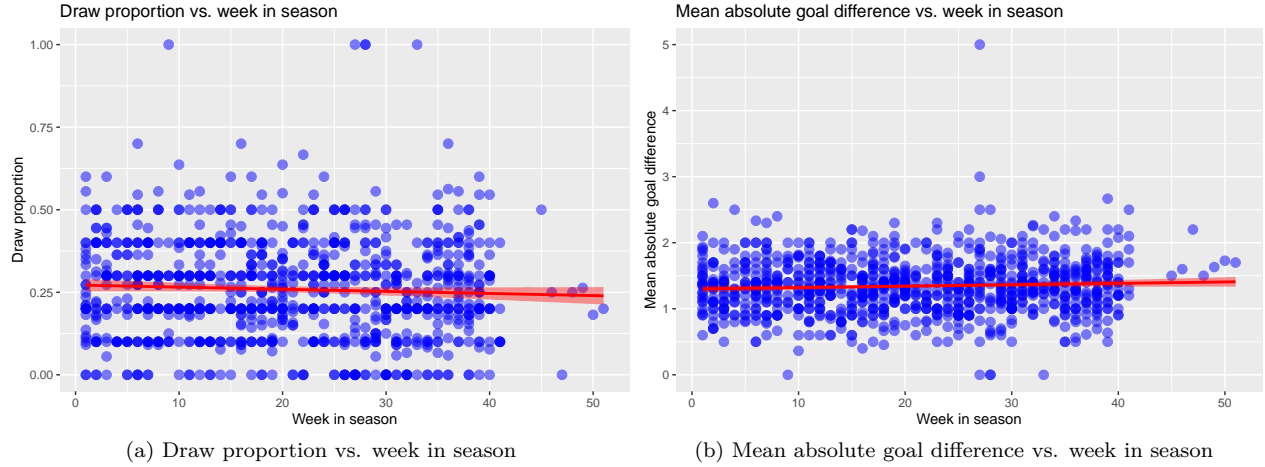 Draw proportion vs. week in season
1.00
0.75
0.50
0.25
0.00
Draw proportion
0 10 20 30 40 50
Week in season
(a) Draw proportion vs. week in season
Mean absolute goal difference vs. week in season
5
4
3
2
1
0
Mean absolute goal difference
0 10 20 30 40 50
Week in season
(b) Mean absolute goal difference vs. week in season